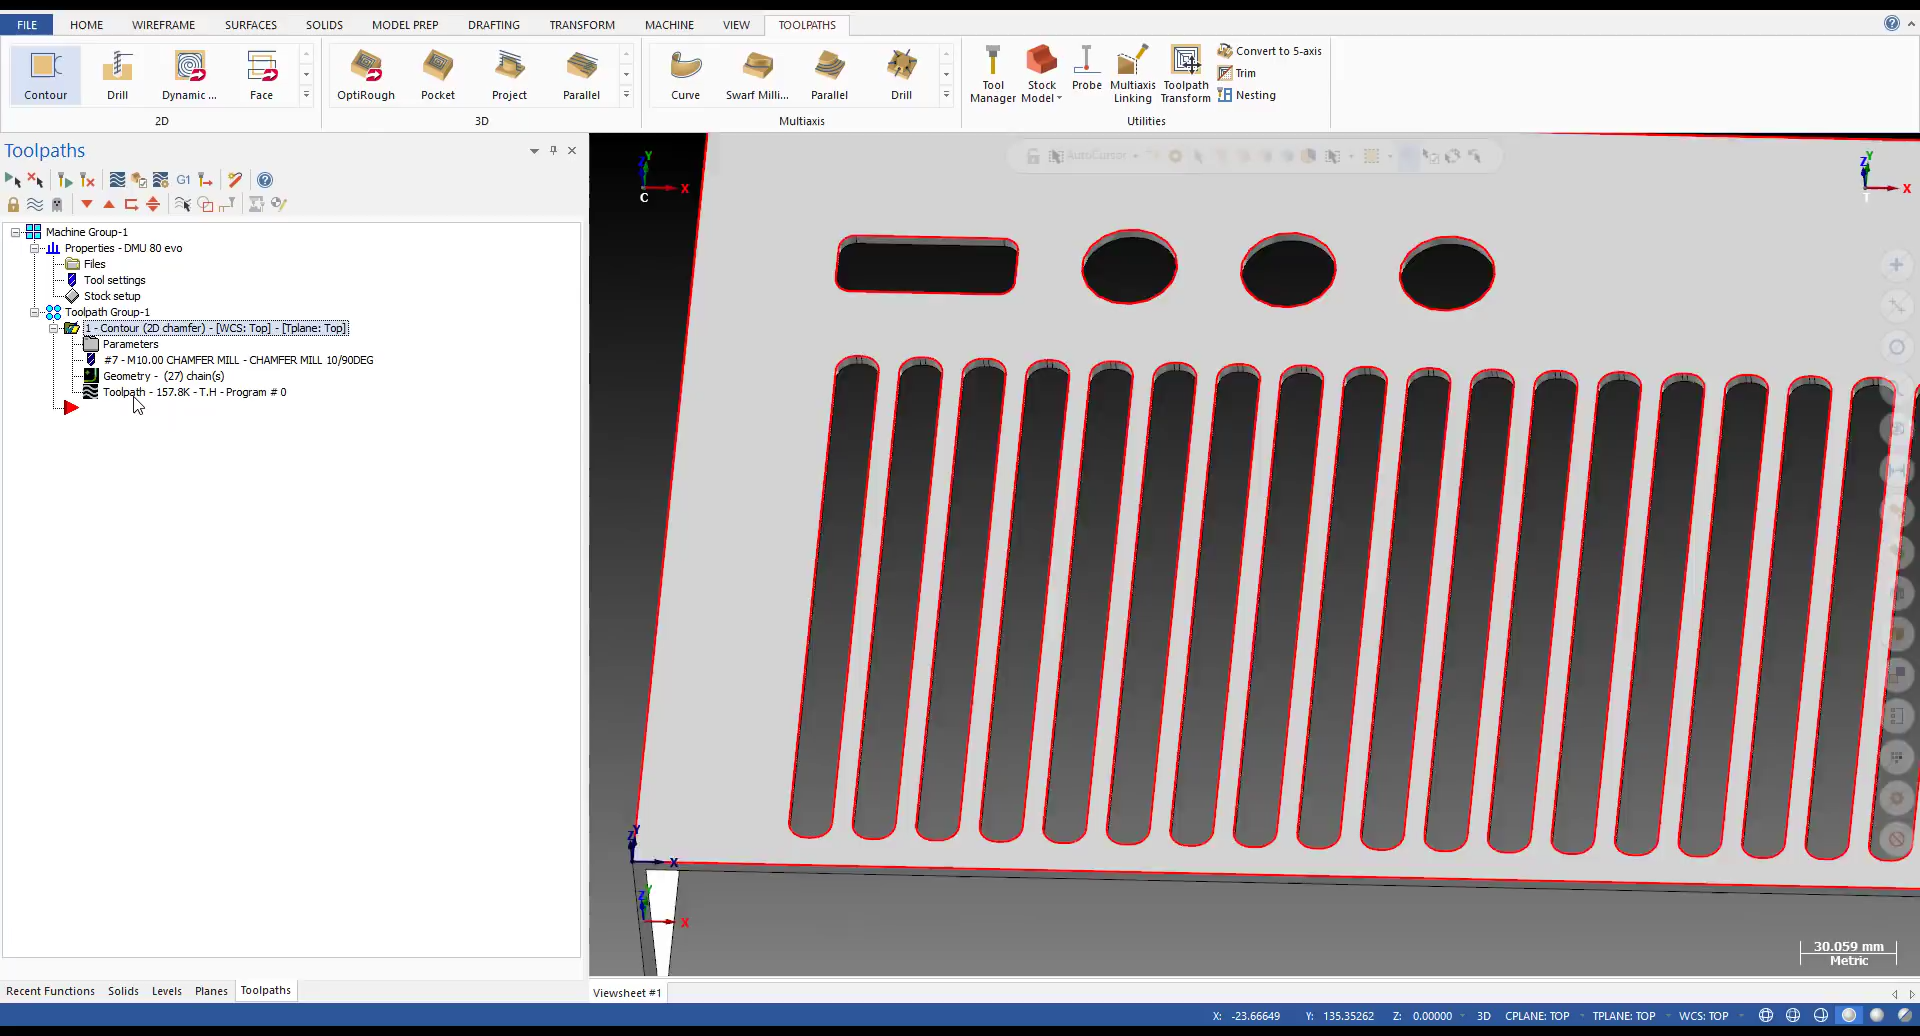 FILE HOME WIREFRAME SURFACES SOLIDS MODEL PREP DRAFTING TRANSFORM MACHINE VIEW TOOLPATHS
Contour Drill Dynamic ... Face
2D
OptiRough Pocket Project Parallel
3D
Curve Swarf Milli... Parallel Drill
Multiaxis
Tool Manager
Stock Model
Probe
Multiaxis Linking
Toolpath Transform
Convert to 5-axis
Trim
Nesting
Utilities
Toolpaths
G1
Machine Group-1
Properties - DMU 80 evo
Files
Tool settings
Stock setup
Toolpath Group-1
1 - Contour (2D chamfer) - [WCS: Top] - [Tplane: Top]
Parameters
#7 - M10.00 CHAMFER MILL - CHAMFER MILL 10/90DEG
Geometry - (27) chain(s)
Toolpath - 157.8K - T.H - Program # 0
AutoCursor
Y
X
C
Z Y
X
T
Z Y
X
Z Y
X
30.059 mm
Metric
Recent Functions Solids Levels Planes Toolpaths
Viewsheet #1
X: -23.66649 Y: 135.35262 Z: 0.00000 3D CPLANE: TOP TPLANE: TOP WCS: TOP